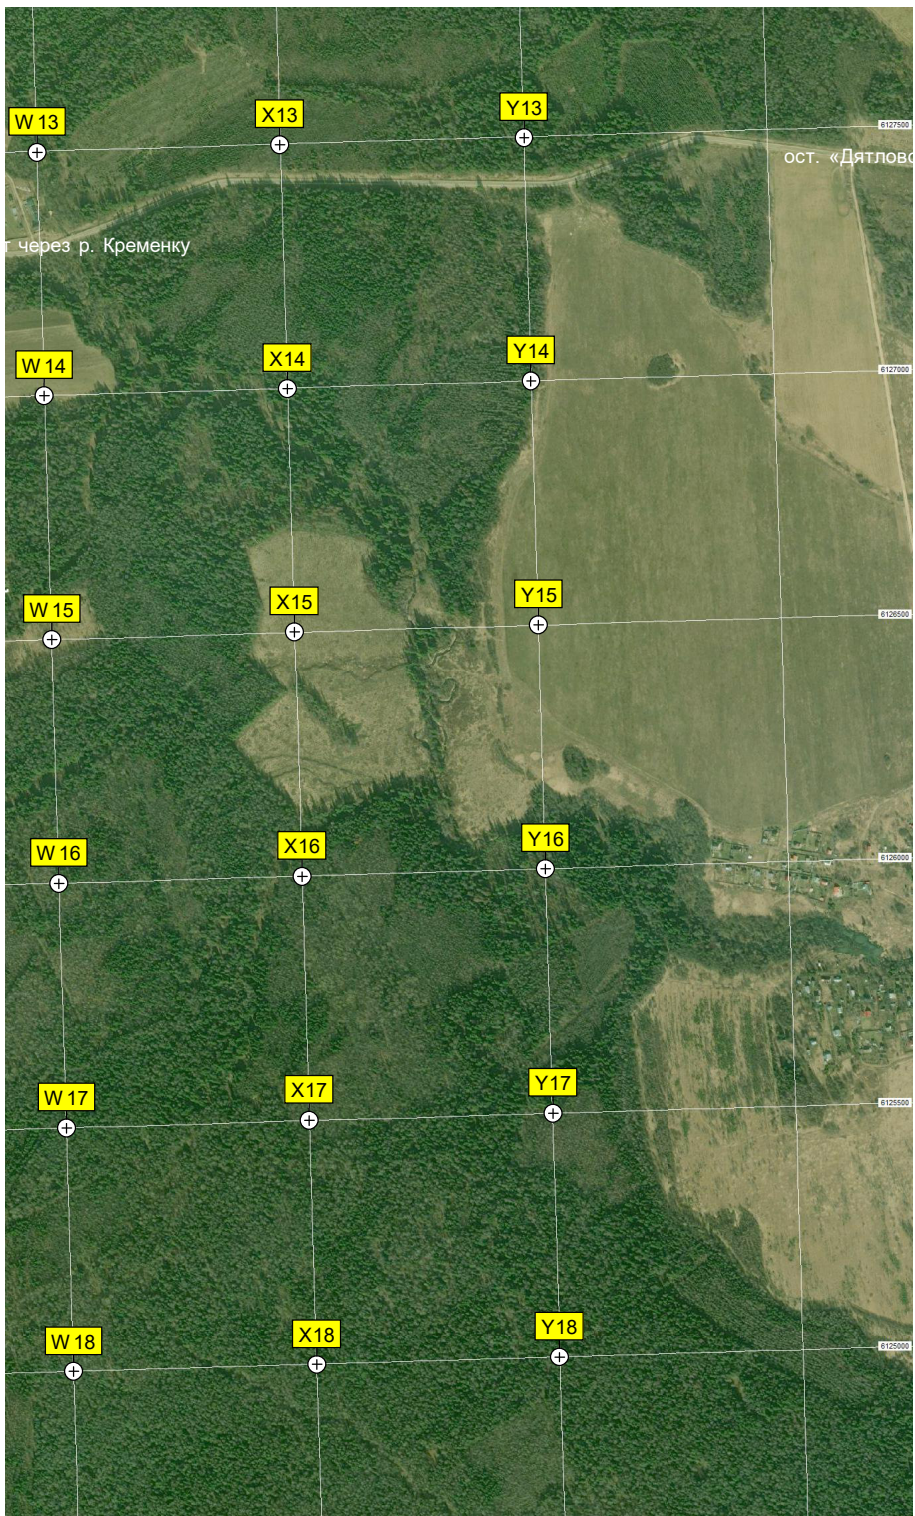 W 13
X13
Y13
6127500
ост. «Дятлово
т через р. Кременку
W 14
X14
Y14
6127000
W 15
X15
Y15
6126500
W 16
X16
Y16
6126000
W 17
X17
Y17
6125500
W 18
X18
Y18
6125000